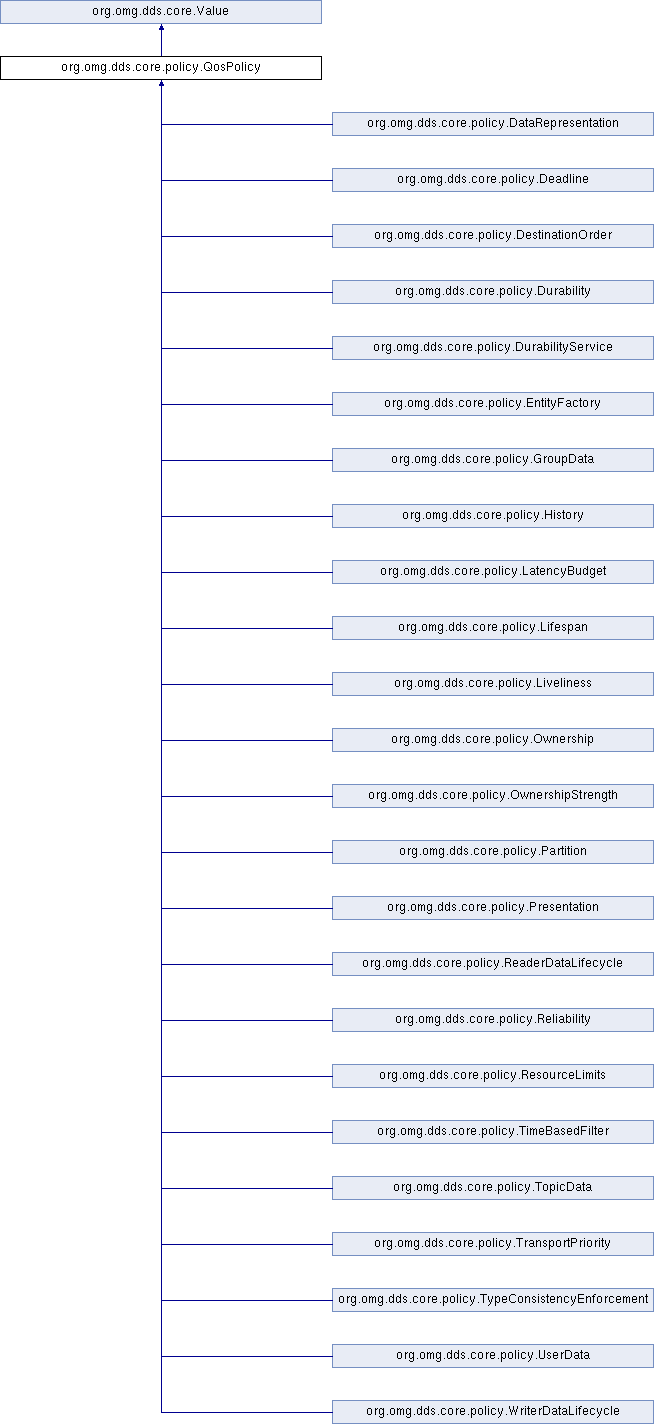 org.omg.dds.core.Value
org.omg.dds.core.policy.QosPolicy
org.omg.dds.core.policy.DataRepresentation
org.omg.dds.core.policy.Deadline
org.omg.dds.core.policy.DestinationOrder
org.omg.dds.core.policy.Durability
org.omg.dds.core.policy.DurabilityService
org.omg.dds.core.policy.EntityFactory
org.omg.dds.core.policy.GroupData
org.omg.dds.core.policy.History
org.omg.dds.core.policy.LatencyBudget
org.omg.dds.core.policy.Lifespan
org.omg.dds.core.policy.Liveliness
org.omg.dds.core.policy.Ownership
org.omg.dds.core.policy.OwnershipStrength
org.omg.dds.core.policy.Partition
org.omg.dds.core.policy.Presentation
org.omg.dds.core.policy.ReaderDataLifecycle
org.omg.dds.core.policy.Reliability
org.omg.dds.core.policy.ResourceLimits
org.omg.dds.core.policy.TimeBasedFilter
org.omg.dds.core.policy.TopicData
org.omg.dds.core.policy.TransportPriority
org.omg.dds.core.policy.TypeConsistencyEnforcement
org.omg.dds.core.policy.UserData
org.omg.dds.core.policy.WriterDataLifecycle